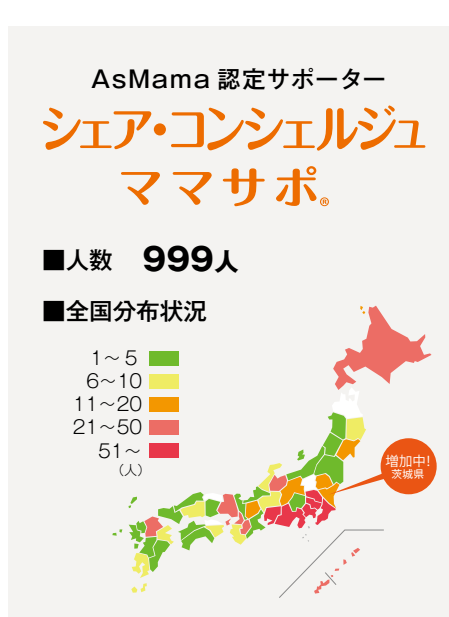 AsMama 認定サポーター
シェア・コンシェルジュ
ママサポ®
■人数 999人
■全国分布状況
1〜5
6〜10
11〜20
21〜50
51〜
(人)
増加中!
茨城県